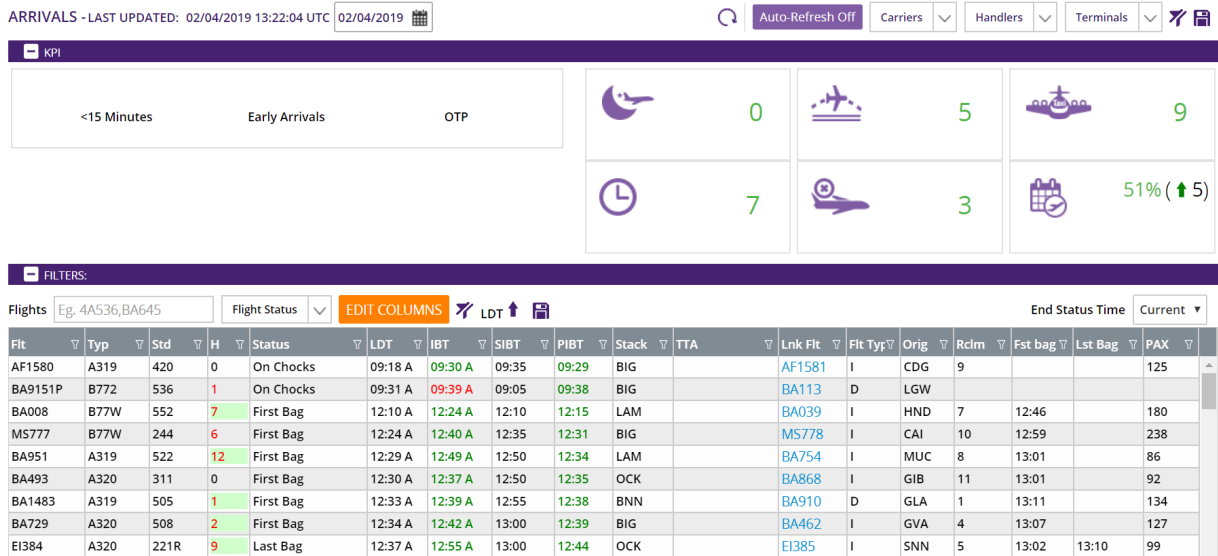 ARRIVALS - LAST UPDATED: 02/04/2019 13:22:04 UTC 02/04/2019 Auto-Refresh Off Carriers Handlers Terminals
KPI
<15 Minutes Early Arrivals OTP
0 5 Taxi 9
7 3 51% ( 5)
FILTERS:
Flights Eg. 4A536,BA645 Flight Status EDIT COLUMNS LDT End Status Time Current
Flt Typ Std H Status LDT IBT SIBT PIBT Stack TTA Lnk Flt Flt Typ Orig Rclm Fst bag Lst Bag PAX
AF1580 A319 420 0 On Chocks 09:18 A 09:30 A 09:35 09:29 BIG AF1581 I CDG 9 125
BA9151P B772 536 1 On Chocks 09:31 A 09:39 A 09:05 09:38 BIG BA113 D LGW
BA008 B77W 552 7 First Bag 12:10 A 12:24 A 12:10 12:15 LAM BA039 I HND 7 12:46 180
MS777 B77W 244 6 First Bag 12:24 A 12:40 A 12:35 12:31 BIG MS778 I CAI 10 12:59 238
BA951 A319 522 12 First Bag 12:29 A 12:49 A 12:50 12:34 LAM BA754 I MUC 8 13:01 86
BA493 A320 311 0 First Bag 12:30 A 12:37 A 12:50 12:35 OCK BA868 I GIB 11 13:01 92
BA1483 A319 505 1 First Bag 12:33 A 12:39 A 12:55 12:38 BNN BA910 D GLA 1 13:11 134
BA729 A320 508 2 First Bag 12:34 A 12:42 A 13:00 12:39 BIG BA462 I GVA 4 13:07 127
EI384 A320 221R 9 Last Bag 12:37 A 12:55 A 13:00 12:44 OCK EI385 I SNN 5 13:02 13:10 99